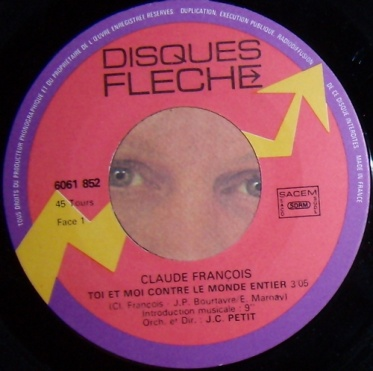 TOUS DROITS DU PRODUCTEUR PHONOGRAPHIQUE ET DU PROPRIETAIRE DE L'ŒUVRE ENREGISTREE RESERVES. DUPLICATION, EXECUTION PUBLIQUE, RADIODIFFUSION DE CE DISQUE INTERDITES MADE IN FRANCE
DISQUES
FLECHE
6061 852
45 Tours
Face 1
SACEM
SDRM
CLAUDE FRANCOIS
TOI ET MOI CONTRE LE MONDE ENTIER 3'05
(Cl. François - J.P. Bourtayre/E. Marnay)
Introduction musicale : 9"
Orch. et Dir. : J.C. PETIT